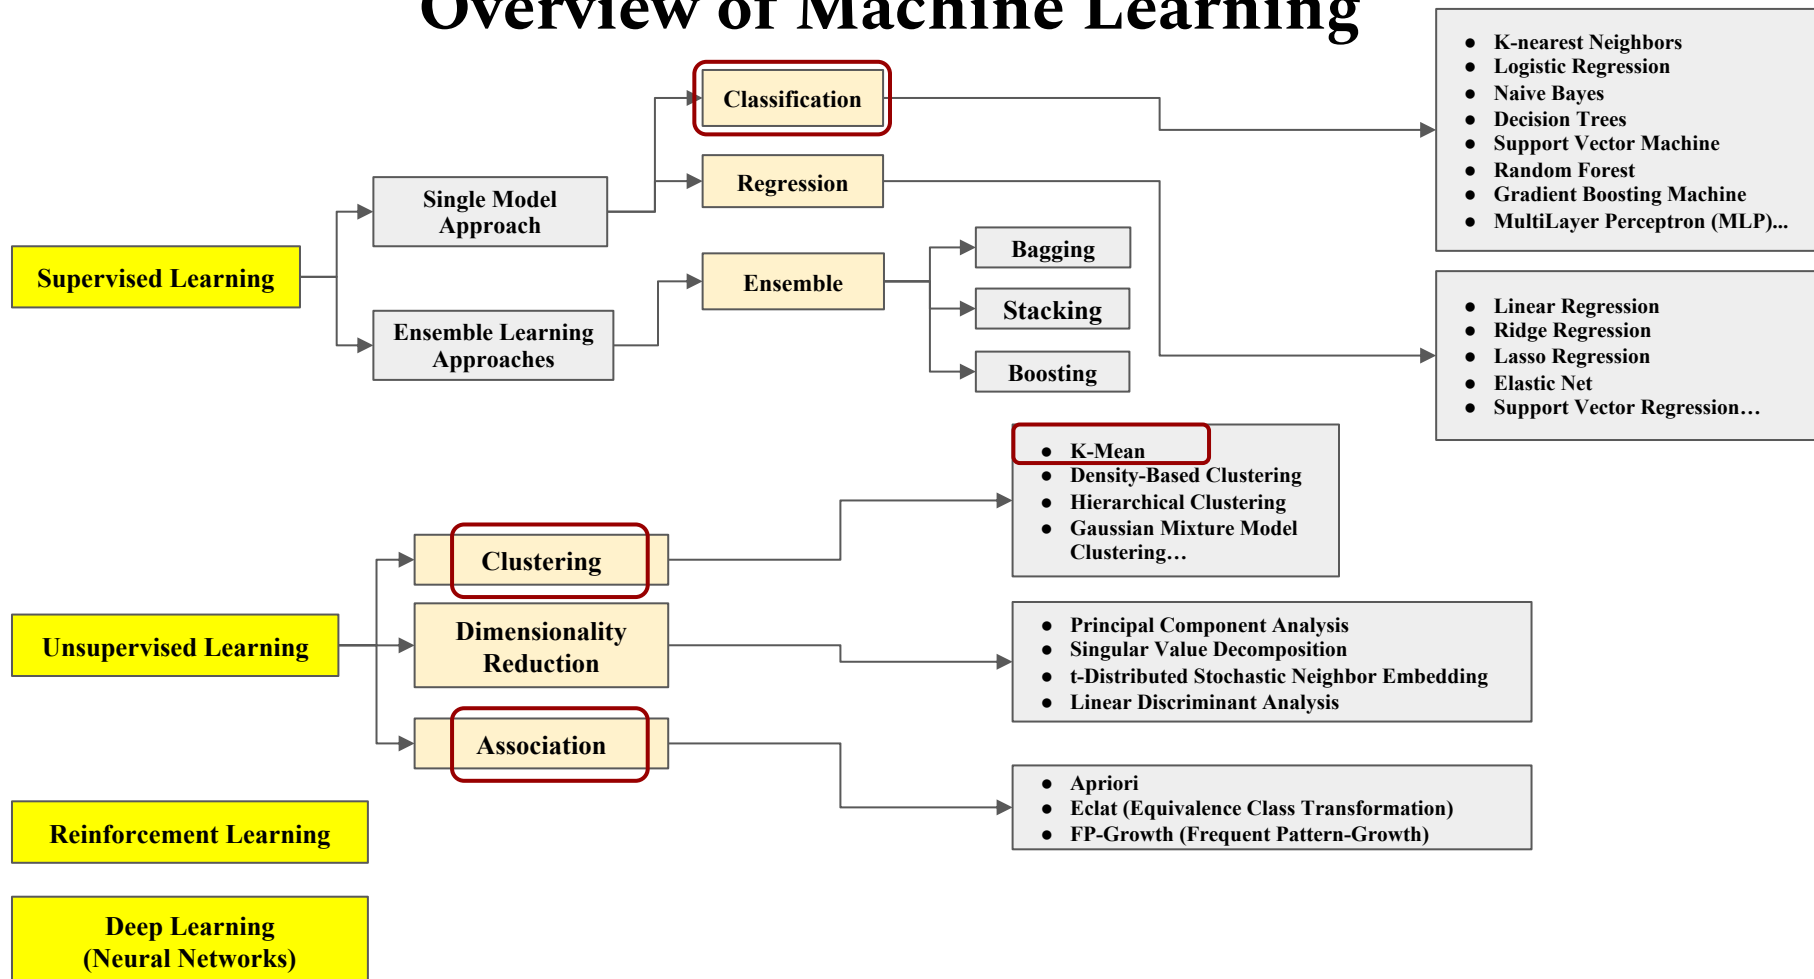 Overview of Machine Learning
Classification
Regression
Single Model
Approach
Supervised Learning
Ensemble Learning
Approaches
Ensemble
Bagging
Stacking
Boosting
● K-nearest Neighbors
● Logistic Regression
● Naive Bayes
● Decision Trees
● Support Vector Machine
● Random Forest
● Gradient Boosting Machine
● MultiLayer Perceptron (MLP)...
● Linear Regression
● Ridge Regression
● Lasso Regression
● Elastic Net
● Support Vector Regression…
● K-Mean
● Density-Based Clustering
● Hierarchical Clustering
● Gaussian Mixture Model
Clustering…
Clustering
Unsupervised Learning
Dimensionality
Reduction
● Principal Component Analysis
● Singular Value Decomposition
● t-Distributed Stochastic Neighbor Embedding
● Linear Discriminant Analysis
Association
● Apriori
● Eclat (Equivalence Class Transformation)
● FP-Growth (Frequent Pattern-Growth)
Reinforcement Learning
Deep Learning
(Neural Networks)